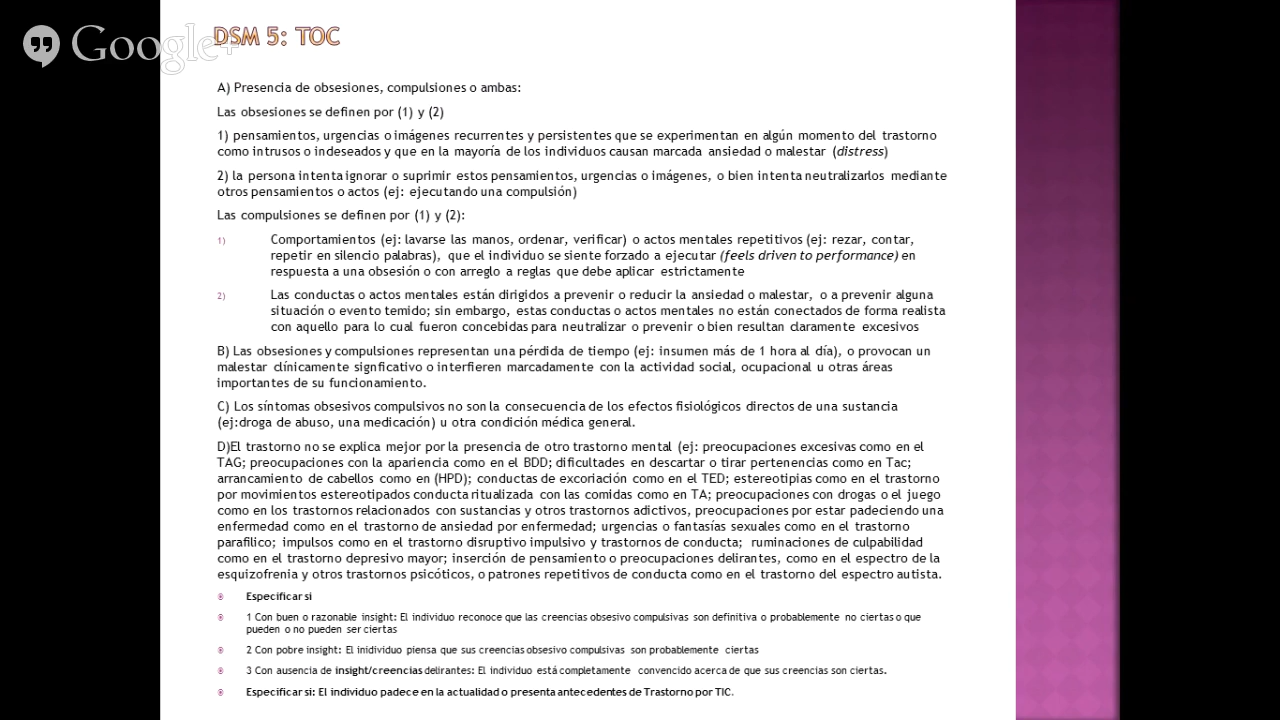 Google+
DSM 5: TOC
A) Presencia de obsesiones, compulsiones o ambas:
Las obsesiones se definen por (1) y (2)
1) pensamientos, urgencias o imágenes recurrentes y persistentes que se experimentan en algún momento del trastorno
como intrusos o indeseados y que en la mayoría de los individuos causan marcada ansiedad o malestar (distress)
2) la persona intenta ignorar o suprimir estos pensamientos, urgencias o imágenes, o bien intenta neutralizarlos mediante
otros pensamientos o actos (ej: ejecutando una compulsión)
Las compulsiones se definen por (1) y (2):
1) Comportamientos (ej: lavarse las manos, ordenar, verificar) o actos mentales repetitivos (ej: rezar, contar,
repetir en silencio palabras), que el individuo se siente forzado a ejecutar (feels driven to performance) en
respuesta a una obsesión o con arreglo a reglas que debe aplicar estrictamente
2) Las conductas o actos mentales están dirigidos a prevenir o reducir la ansiedad o malestar, o a prevenir alguna
situación o evento temido; sin embargo, estas conductas o actos mentales no están conectados de forma realista
con aquello para lo cual fueron concebidas para neutralizar o prevenir o bien resultan claramente excesivos
B) Las obsesiones y compulsiones representan una pérdida de tiempo (ej: insumen más de 1 hora al día), o provocan un
malestar clínicamente signficativo o interfieren marcadamente con la actividad social, ocupacional u otras áreas
importantes de su funcionamiento.
C) Los síntomas obsesivos compulsivos no son la consecuencia de los efectos fisiológicos directos de una sustancia
(ej:droga de abuso, una medicación) u otra condición médica general.
D)El trastorno no se explica mejor por la presencia de otro trastorno mental (ej: preocupaciones excesivas como en el
TAG; preocupaciones con la apariencia como en el BDD; dificultades en descartar o tirar pertenencias como en Tac;
arrancamiento de cabellos como en (HPD); conductas de excoriación como en el TED; estereotipias como en el trastorno
por movimientos estereotipados conducta ritualizada con las comidas como en TA; preocupaciones con drogas o el juego
como en los trastornos relacionados con sustancias y otros trastornos adictivos, preocupaciones por estar padeciendo una
enfermedad como en el trastorno de ansiedad por enfermedad; urgencias o fantasías sexuales como en el trastorno
parafilico; impulsos como en el trastorno disruptivo impulsivo y trastornos de conducta; ruminaciones de culpabilidad
como en el trastorno depresivo mayor; inserción de pensamiento o preocupaciones delirantes, como en el espectro de la
esquizofrenia y otros trastornos psicóticos, o patrones repetitivos de conducta como en el trastorno del espectro autista.
Especificar si
1 Con buen o razonable insight: El individuo reconoce que las creencias obsesivo compulsivas son definitiva o probablemente no ciertas o que
pueden o no pueden ser ciertas
2 Con pobre insight: El inidividuo piensa que sus creencias obsesivo compulsivas son probablemente ciertas
3 Con ausencia de insight/creencias delirantes: El individuo está completamente convencido acerca de que sus creencias son ciertas.
Especificar si: El individuo padece en la actualidad o presenta antecedentes de Trastorno por TIC.